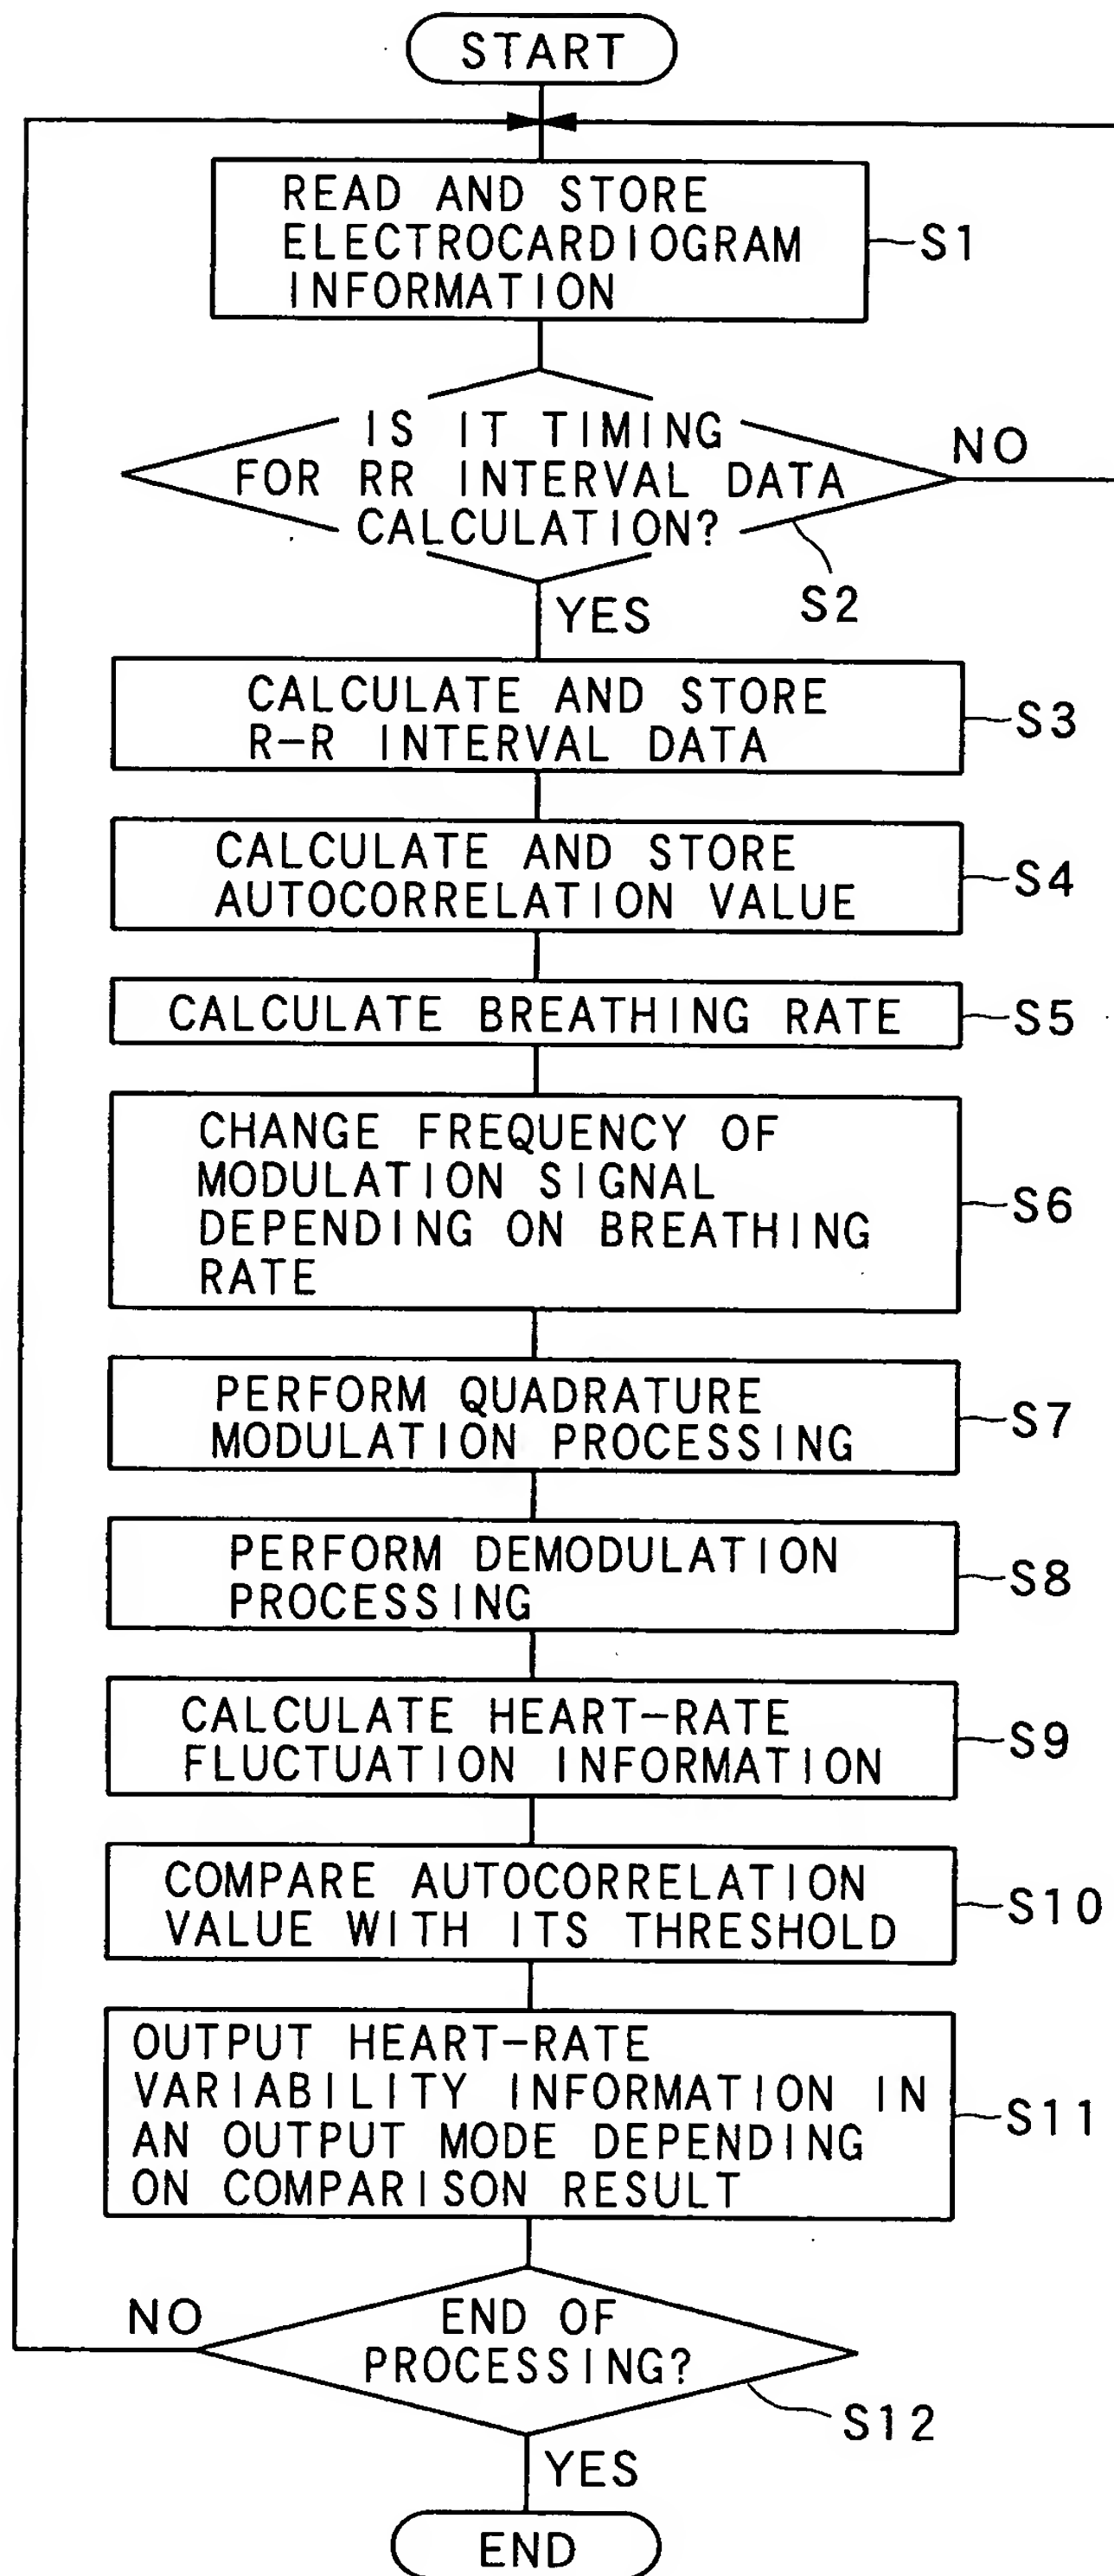 START
READ AND STORE
ELECTROCARDIOGRAM
INFORMATION
S1
IS IT TIMING
FOR RR INTERVAL DATA
CALCULATION?
NO
S2
YES
CALCULATE AND STORE
R-R INTERVAL DATA
S3
CALCULATE AND STORE
AUTOCORRELATION VALUE
S4
CALCULATE BREATHING RATE
S5
CHANGE FREQUENCY OF
MODULATION SIGNAL
DEPENDING ON BREATHING
RATE
S6
PERFORM QUADRATURE
MODULATION PROCESSING
S7
PERFORM DEMODULATION
PROCESSING
S8
CALCULATE HEART-RATE
FLUCTUATION INFORMATION
S9
COMPARE AUTOCORRELATION
VALUE WITH ITS THRESHOLD
S10
OUTPUT HEART-RATE
VARIABILITY INFORMATION IN
AN OUTPUT MODE DEPENDING
ON COMPARISON RESULT
S11
NO
END OF
PROCESSING?
S12
YES
END